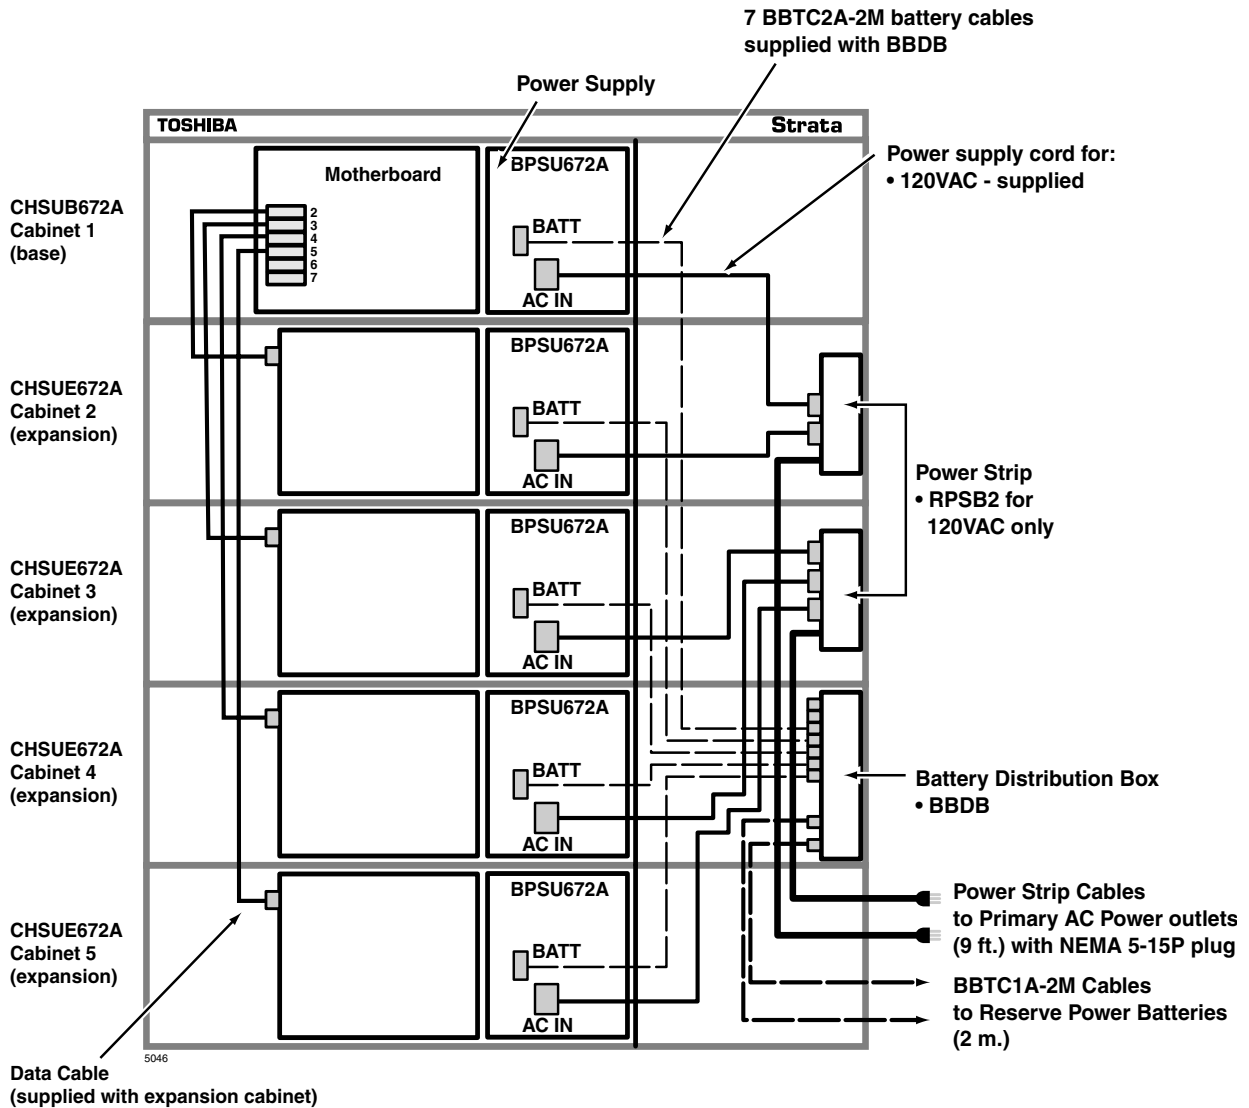 7 BBTC2A-2M battery cables
supplied with BBDB
Power Supply
TOSHIBA
Strata
Power supply cord for:
• 120VAC - supplied
CHSUB672A
Cabinet 1
(base)
Motherboard
2
3
4
5
6
7
BPSU672A
BATT
AC IN
CHSUE672A
Cabinet 2
(expansion)
BPSU672A
BATT
AC IN
Power Strip
• RPSB2 for
120VAC only
CHSUE672A
Cabinet 3
(expansion)
BPSU672A
BATT
AC IN
CHSUE672A
Cabinet 4
(expansion)
BPSU672A
BATT
AC IN
Battery Distribution Box
• BBDB
CHSUE672A
Cabinet 5
(expansion)
BPSU672A
BATT
AC IN
Power Strip Cables
to Primary AC Power outlets
(9 ft.) with NEMA 5-15P plug
BBTC1A-2M Cables
to Reserve Power Batteries
(2 m.)
5046
Data Cable
(supplied with expansion cabinet)